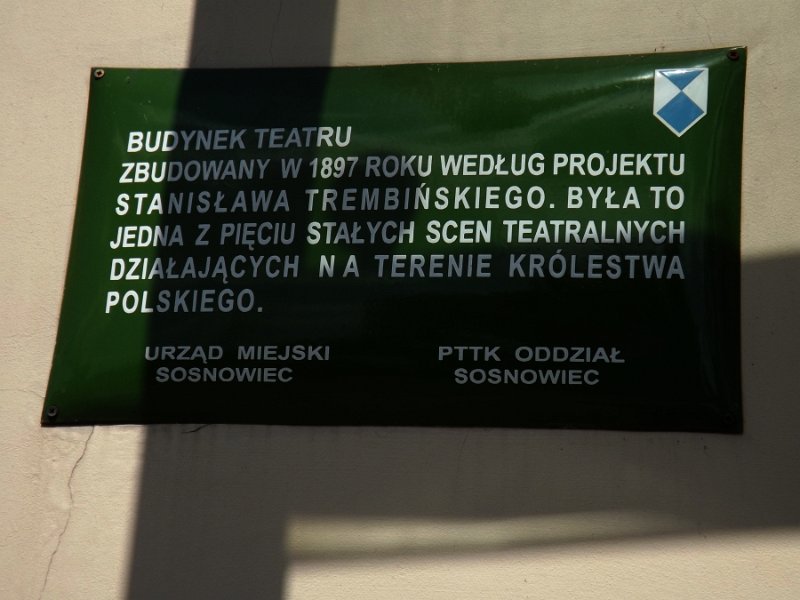 BUDYNEK TEATRU
ZBUDOWANY W 1897 ROKU WEDŁUG PROJEKTU
STANISŁAWA TREMBIŃSKIEGO. BYŁA TO
JEDNA Z PIĘCIU STAŁYCH SCEN TEATRALNYCH
DZIAŁAJĄCYCH NA TERENIE KRÓLESTWA
POLSKIEGO.
URZĄD MIEJSKI
SOSNOWIEC
PTTK ODDZIAŁ
SOSNOWIEC